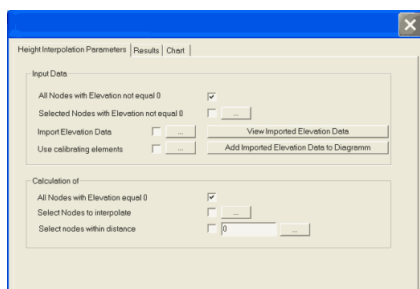 Height Interpolation Parameters Results Chart
Input Data
All Nodes with Elevation not equal 0
Selected Nodes with Elevation not equal 0 ...
Import Elevation Data ... View Imported Elevation Data
Use calibrating elements ... Add Imported Elevation Data to Diagramm
Calculation of
All Nodes with Elevation equal 0
Select Nodes to interpolate ...
Select nodes within distance 0 ...